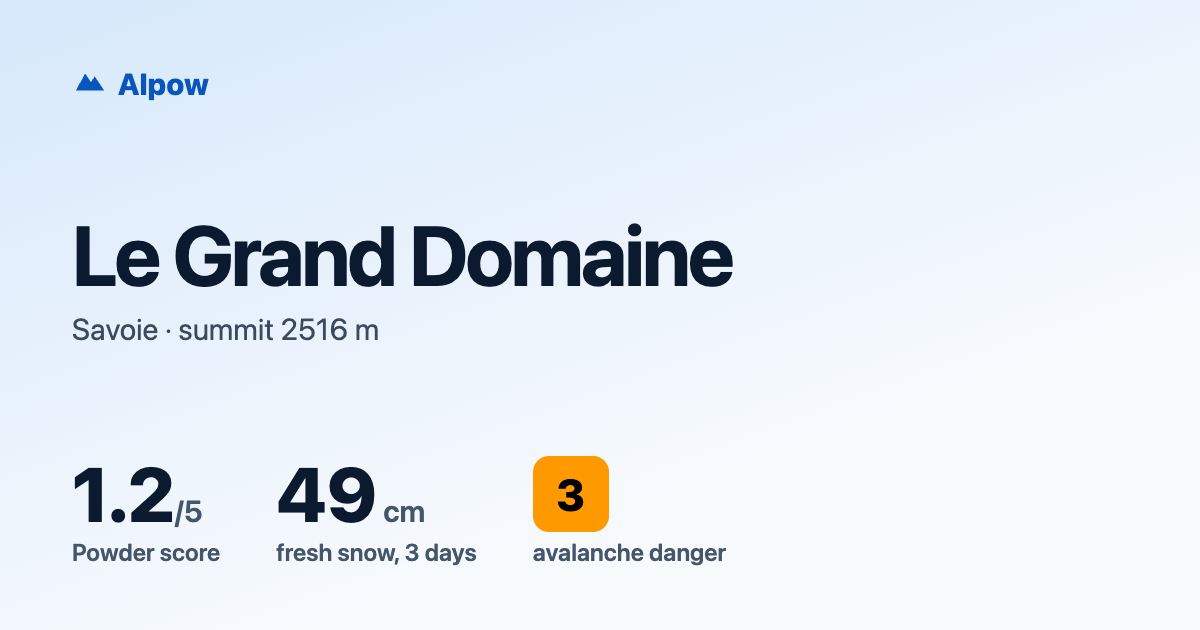 Alpow
Le Grand Domaine
Savoie · summit 2516 m
1.2/5
Powder score
49 cm
fresh snow, 3 days
3
avalanche danger